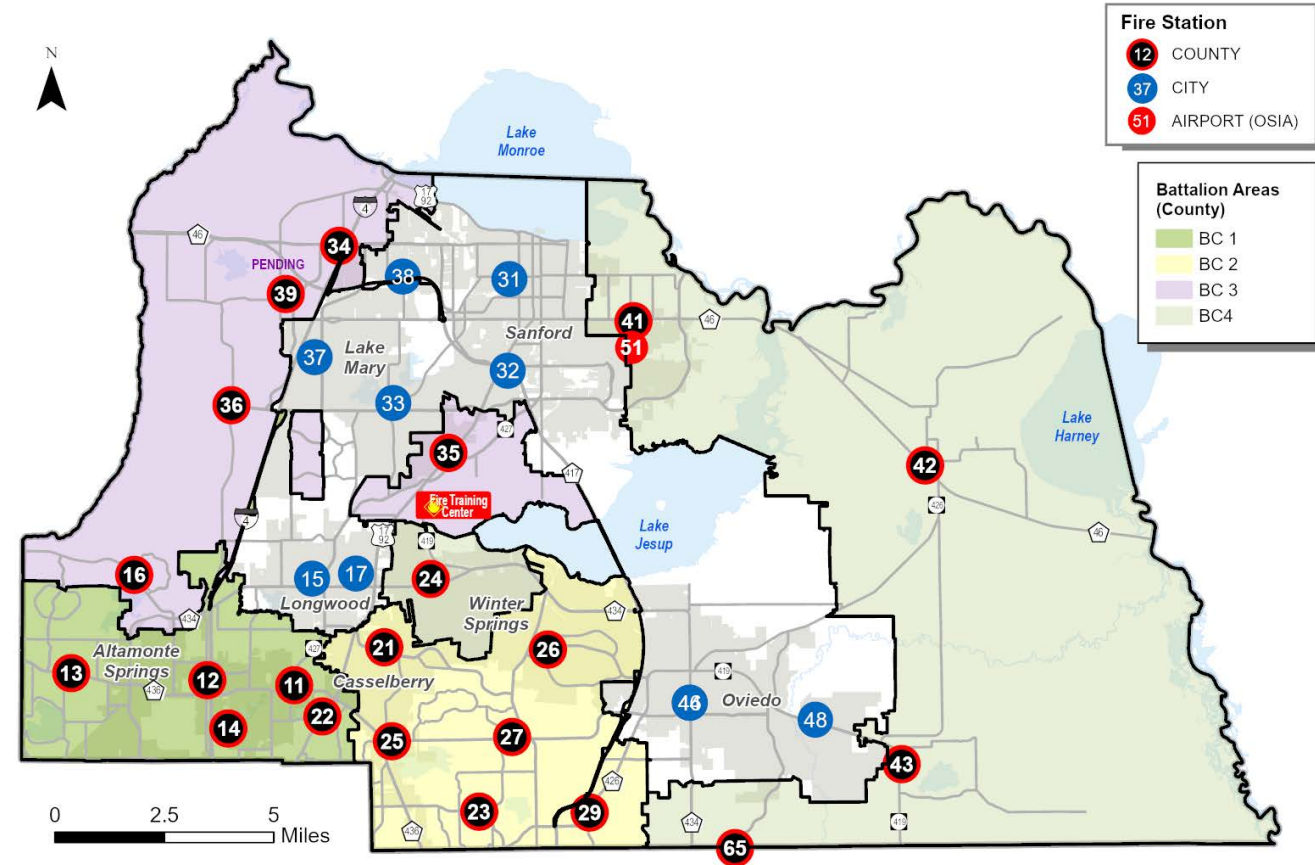 Fire Station
12 COUNTY
37 CITY
51 AIRPORT (OSIA)
Battalion Areas
(County)
BC 1
BC 2
BC 3
BC4
N
Lake
Monroe
17
92
4
46
34
PENDING
39
38
31
41
46
51
Sanford
37
Lake
Mary
32
33
36
427
35
417
42
Lake
Harney
Fire Training
Center
426
46
4
17
92
419
Lake
Jesup
16
15
17
24
Longwood
Winter
Springs
434
434
427
21
26
Altamonte
Springs
13
12
11
Casselberry
419
436
22
46
Oviedo
48
14
25
27
43
426
23
29
436
434
419
65
0 2.5 5
Miles